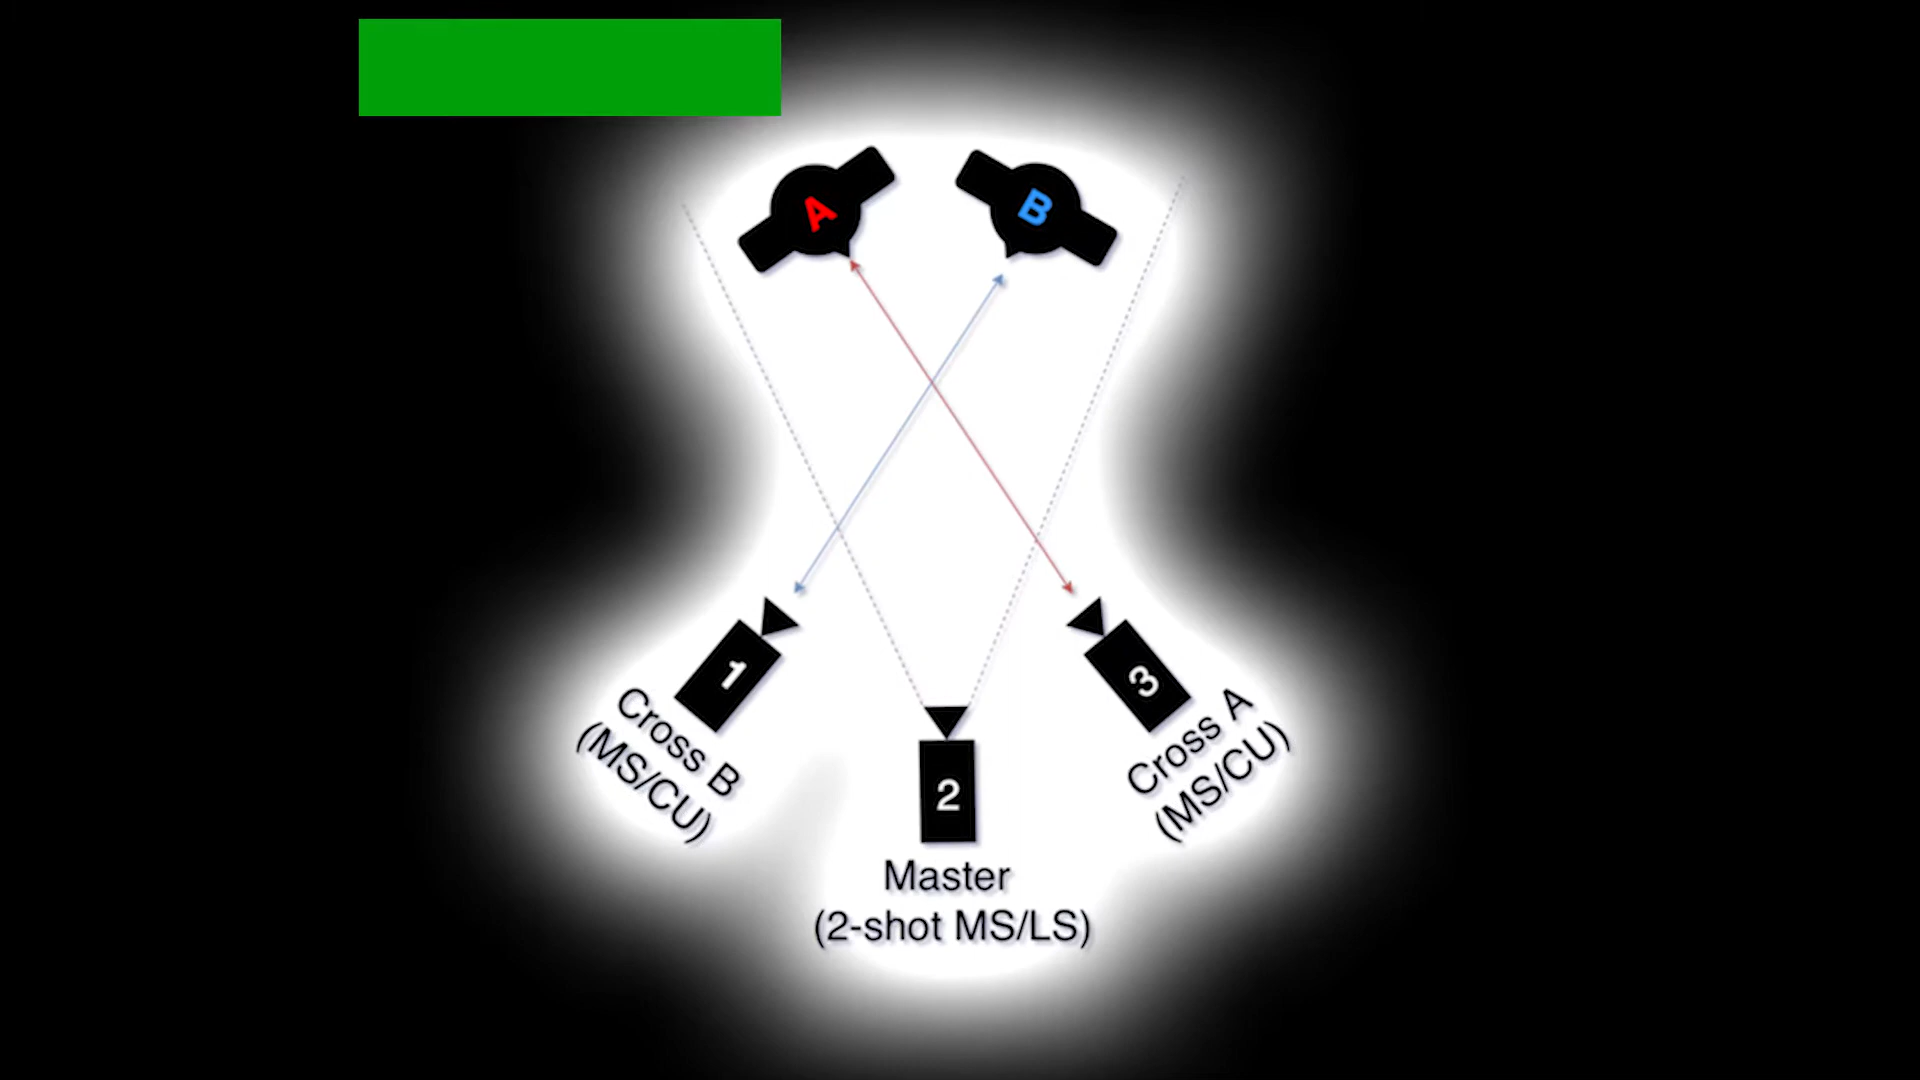 A
B
1
Cross B
(MS/CU)
2
Master
(2-shot MS/LS)
3
Cross A
(MS/CU)